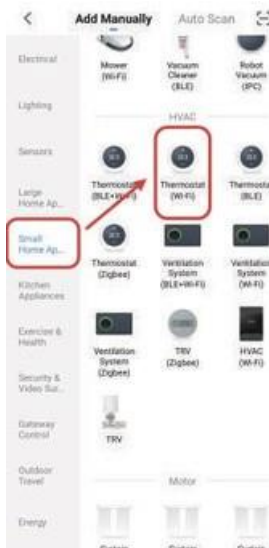 Add Manually
Auto Scan
Electrical
Lighting
Sensors
Large
Home Ap...
Small
Home Ap...
Kitchen
Appliances
Exercise &
Health
Security &
Video Sur...
Gateway
Control
Outdoor
Travel
Energy
Mower
(Wi-Fi)
Vacuum
Cleaner
(BLE)
Robot
Vacuum
(IPC)
HVAC
Thermostat
(BLE+Wi-Fi)
Thermostat
(Wi-Fi)
Thermosta
(BLE)
Thermostat
(Zigbee)
Ventilation
System
(BLE+Wi-Fi)
Ventilation
System
(Wi-Fi)
Ventilation
System
(Zigbee)
TRV
(Zigbee)
HVAC
(Wi-Fi)
TRV
Motor